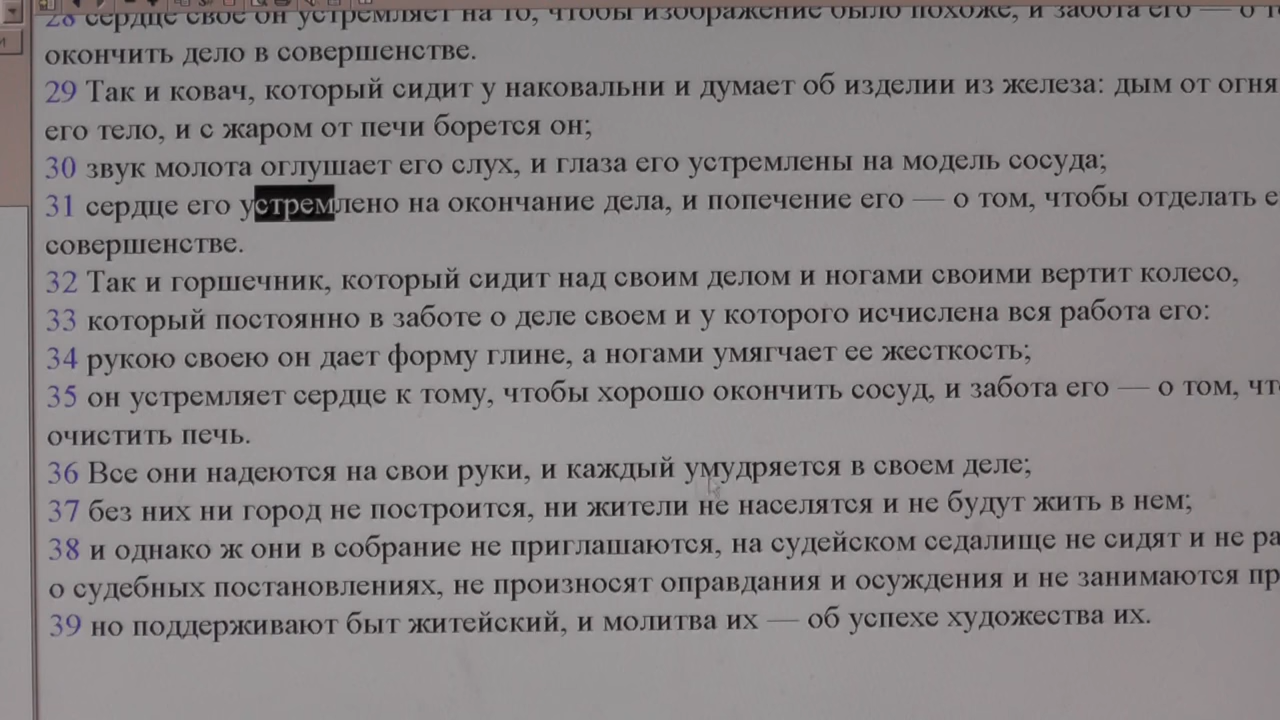 28 сердце свое он устремляет на то, чтобы изображение было похоже, и забота его — о
окончить дело в совершенстве.
29 Так и ковач, который сидит у наковальни и думает об изделии из железа: дым от огня
его тело, и с жаром от печи борется он;
30 звук молота оглушает его слух, и глаза его устремлены на модель сосуда;
31 сердце его устремлено на окончание дела, и попечение его — о том, чтобы отделать е
совершенстве.
32 Так и горшечник, который сидит над своим делом и ногами своими вертит колесо,
33 который постоянно в заботе о деле своем и у которого исчислена вся работа его:
34 рукою своею он дает форму глине, а ногами умягчает ее жесткость;
35 он устремляет сердце к тому, чтобы хорошо окончить сосуд, и забота его — о том, чт
очистить печь.
36 Все они надеются на свои руки, и каждый умудряется в своем деле;
37 без них ни город не построится, ни жители не населятся и не будут жить в нем;
38 и однако ж они в собрание не приглашаются, на судейском седалище не сидят и не ра
о судебных постановлениях, не произносят оправдания и осуждения и не занимаются пр
39 но поддерживают быт житейский, и молитва их — об успехе художества их.